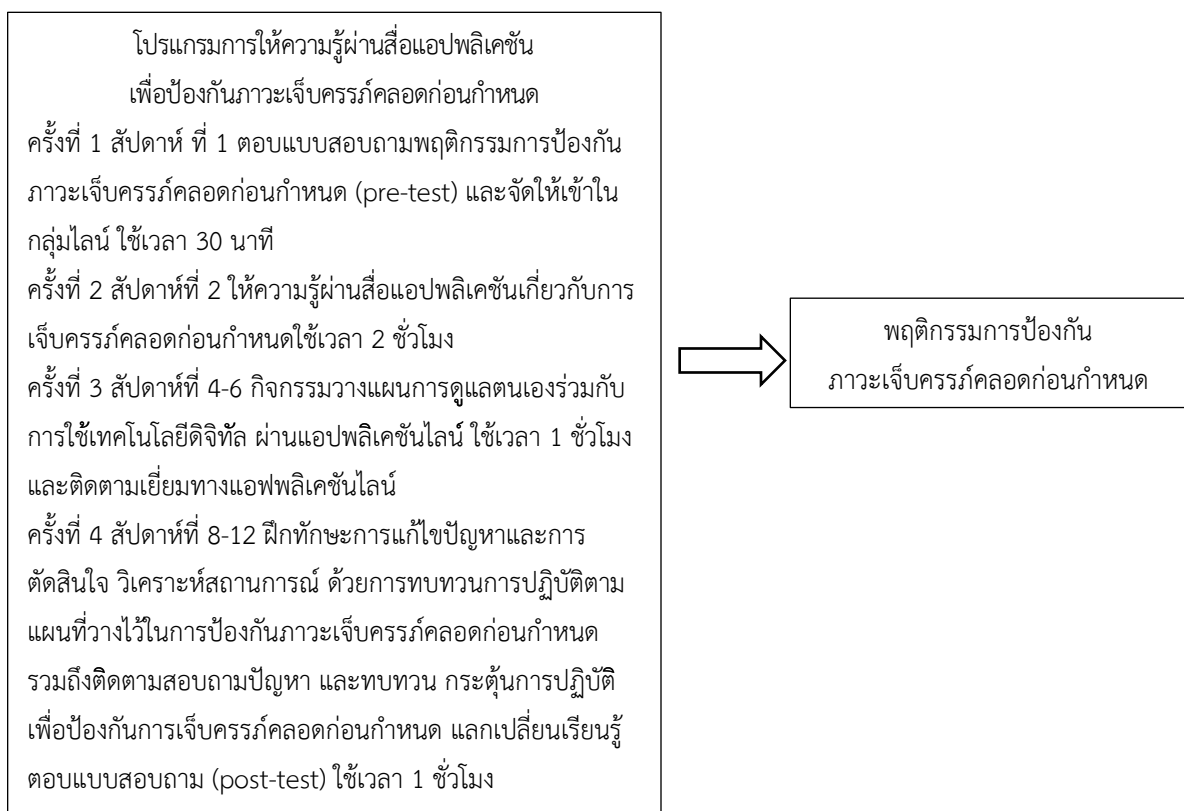 โปรแกรมการให้ความรู้ผ่านสื่อแอปพลิเคชัน
เพื่อป้องกันภาวะเจ็บครรภ์คลอดก่อนกำหนด
ครั้งที่ 1 สัปดาห์ ที่ 1 ตอบแบบสอบถามพฤติกรรมการป้องกัน
ภาวะเจ็บครรภ์คลอดก่อนกำหนด (pre-test) และจัดให้เข้าใน
กลุ่มไลน์ ใช้เวลา 30 นาที
ครั้งที่ 2 สัปดาห์ที่ 2 ให้ความรู้ผ่านสื่อแอปพลิเคชันเกี่ยวกับการ
เจ็บครรภ์คลอดก่อนกำหนดใช้เวลา 2 ชั่วโมง
ครั้งที่ 3 สัปดาห์ที่ 4-6 กิจกรรมวางแผนการดูแลตนเองร่วมกับ
การใช้เทคโนโลยีดิจิทัล ผ่านแอปพลิเคชันไลน์ ใช้เวลา 1 ชั่วโมง
และติดตามเยี่ยมทางแอฟพลิเคชันไลน์
ครั้งที่ 4 สัปดาห์ที่ 8-12 ฝึกทักษะการแก้ไขปัญหาและการ
ตัดสินใจ วิเคราะห์สถานการณ์ ด้วยการทบทวนการปฏิบัติตาม
แผนที่วางไว้ในการป้องกันภาวะเจ็บครรภ์คลอดก่อนกำหนด
รวมถึงติดตามสอบถามปัญหา และทบทวน กระตุ้นการปฏิบัติ
เพื่อป้องกันการเจ็บครรภ์คลอดก่อนกำหนด แลกเปลี่ยนเรียนรู้
ตอบแบบสอบถาม (post-test) ใช้เวลา 1 ชั่วโมง
พฤติกรรมการป้องกัน
ภาวะเจ็บครรภ์คลอดก่อนกำหนด